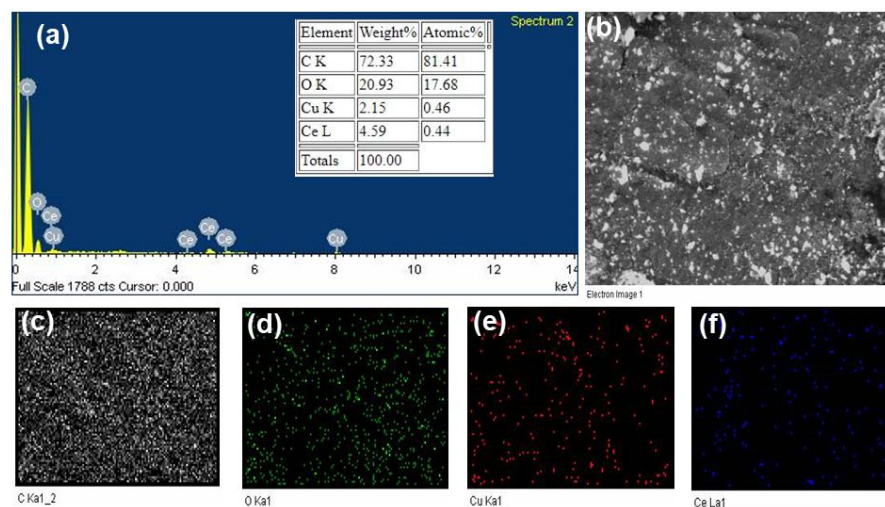 (a)
Spectrum 2
Element Weight% Atomic%
C K 72.33 81.41
O K 20.93 17.68
Cu K 2.15 0.46
Ce L 4.59 0.44
Totals 100.00
C
O
Ce
Cu
Ce
Ce
Ce
Cu
0 2 4 6 8 10 12 14
Full Scale 1788 cts Cursor: 0.000 keV
(b)
Electron Image 1
(c)
C Ka1_2
(d)
O Ka1
(e)
Cu Ka1
(f)
Ce La1